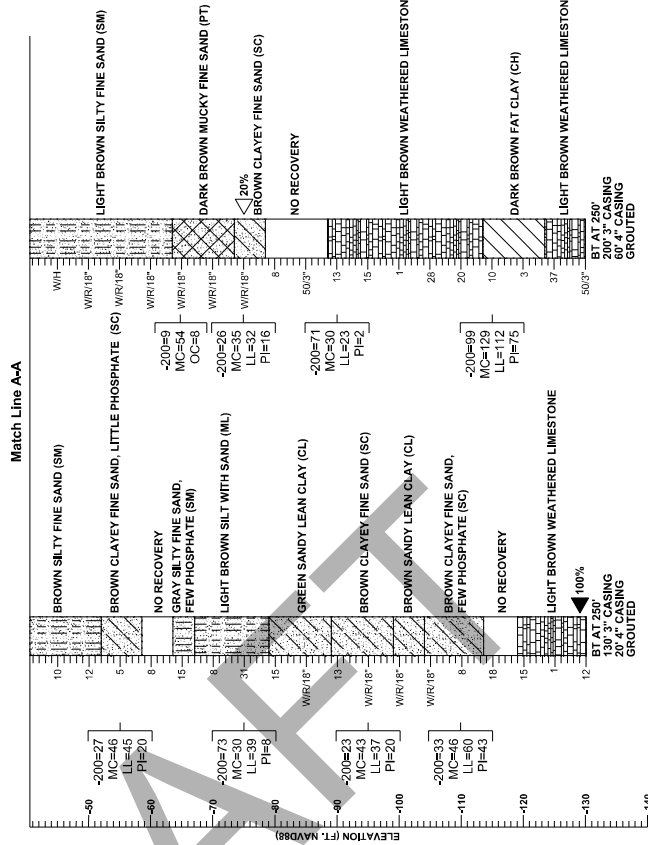 Match Line A-A
BROWN SILTY FINE SAND (SM)
BROWN CLAYEY FINE SAND, LITTLE PHOSPHATE (SC)
NO RECOVERY
GRAY SILTY FINE SAND,
FEW PHOSPHATE (SM)
LIGHT BROWN SILT WITH SAND (ML)
GREEN SANDY LEAN CLAY (CL)
BROWN CLAYEY FINE SAND (SC)
BROWN SANDY LEAN CLAY (CL)
BROWN CLAYEY FINE SAND,
FEW PHOSPHATE (SC)
NO RECOVERY
LIGHT BROWN WEATHERED LIMESTONE
100%
BT AT 250'
130' 3" CASING
20' 4" CASING
GROUTED
10
12
5
8
15
8
31
15
W/R/18"
13
W/R/18"
W/R/18"
W/R/18"
8
18
15
1
12
-200=27
MC=46
LL=45
PI=20
-200=73
MC=30
LL=39
PI=8
-200=23
MC=43
LL=37
PI=20
-200=33
MC=46
LL=60
PI=43
LIGHT BROWN SILTY FINE SAND (SM)
DARK BROWN MUCKY FINE SAND (PT)
20%
BROWN CLAYEY FINE SAND (SC)
NO RECOVERY
LIGHT BROWN WEATHERED LIMESTON
DARK BROWN FAT CLAY (CH)
LIGHT BROWN WEATHERED LIMESTON
BT AT 250'
200' 3" CASING
60' 4" CASING
GROUTED
W/H
W/R/18"
W/R/18"
W/R/18"
W/R/18"
W/R/18"
W/R/18"
8
50/3"
13
15
1
28
20
10
3
37
50/3"
-200=9
MC=54
OC=8
-200=26
MC=35
LL=32
PI=16
-200=71
MC=30
LL=23
PI=2
-200=99
MC=129
LL=112
PI=75
-50
-60
-70
-80
-90
-100
-110
-120
-130
-140
ELEVATION (FT. NAVD88)
AFT